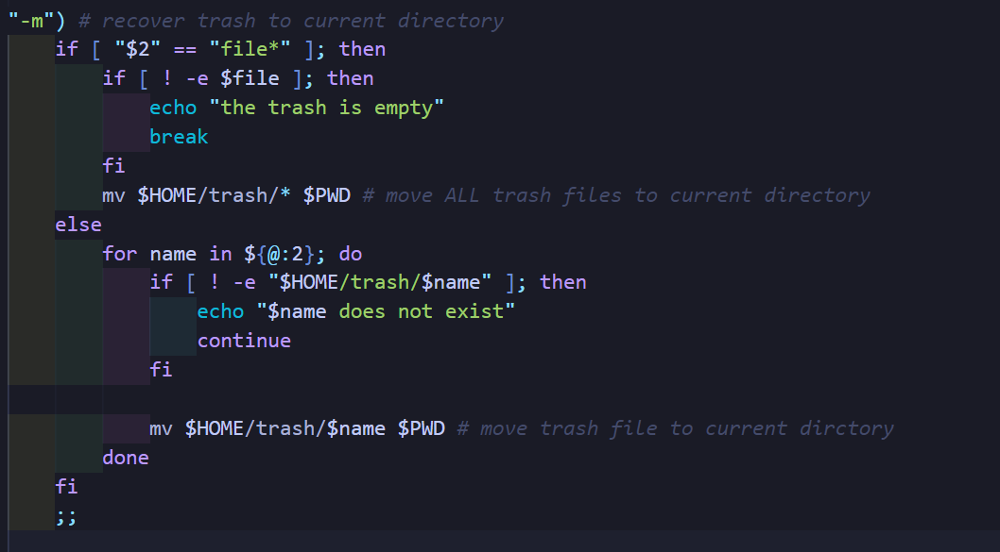 "-m") # recover trash to current directory
    if [ "$2" == "file*" ]; then
        if [ ! -e $file ]; then
            echo "the trash is empty"
            break
        fi
        mv $HOME/trash/* $PWD # move ALL trash files to current directory
    else
        for name in ${@:2}; do
            if [ ! -e "$HOME/trash/$name" ]; then
                echo "$name does not exist"
                continue
            fi

            mv $HOME/trash/$name $PWD # move trash file to current dirctory
        done
    fi
    ;;